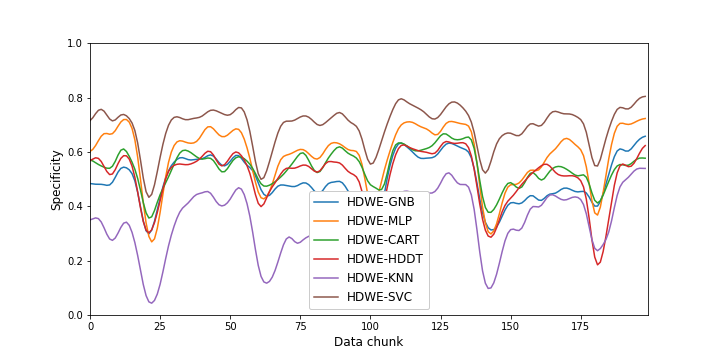 1.0
0.8
0.6
0.4
0.2
0.0
Specificity
HDWE-GNB
HDWE-MLP
HDWE-CART
HDWE-HDDT
HDWE-KNN
HDWE-SVC
0 25 50 75 100 125 150 175
Data chunk